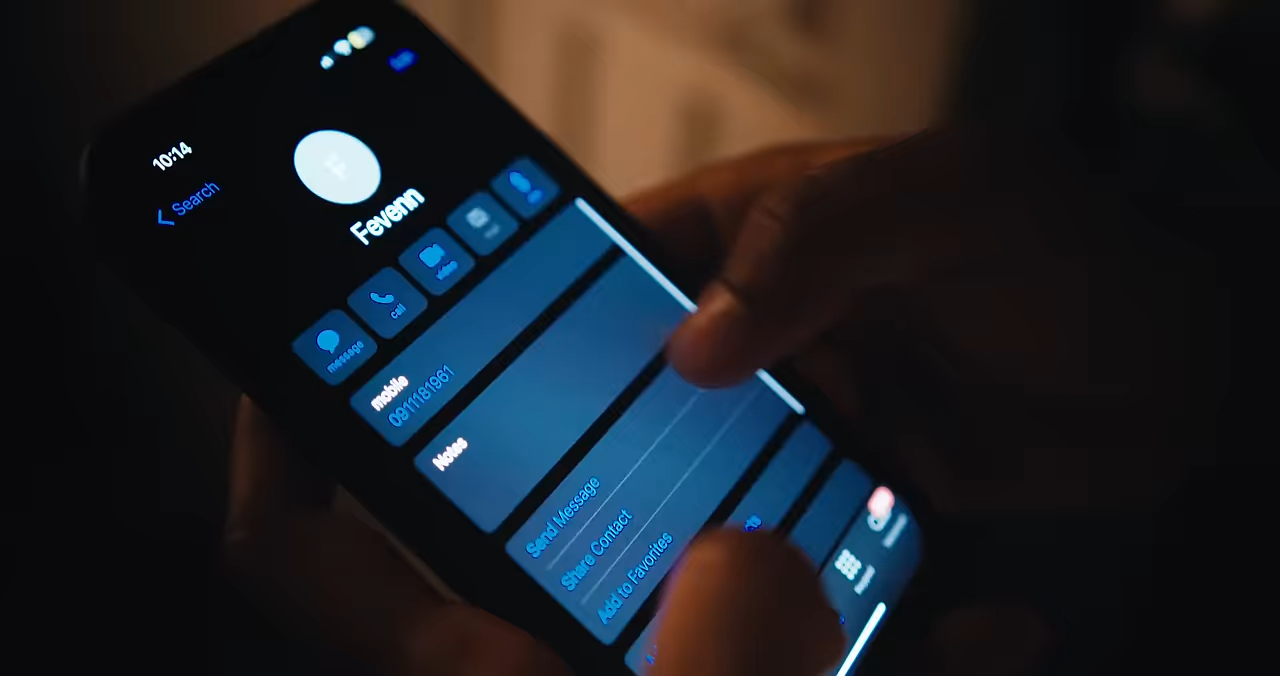 10:14
Search
F
Fevenn
message
call
video
mobile
0911181961
Notes
Send Message
Share Contact
Add to Favorites